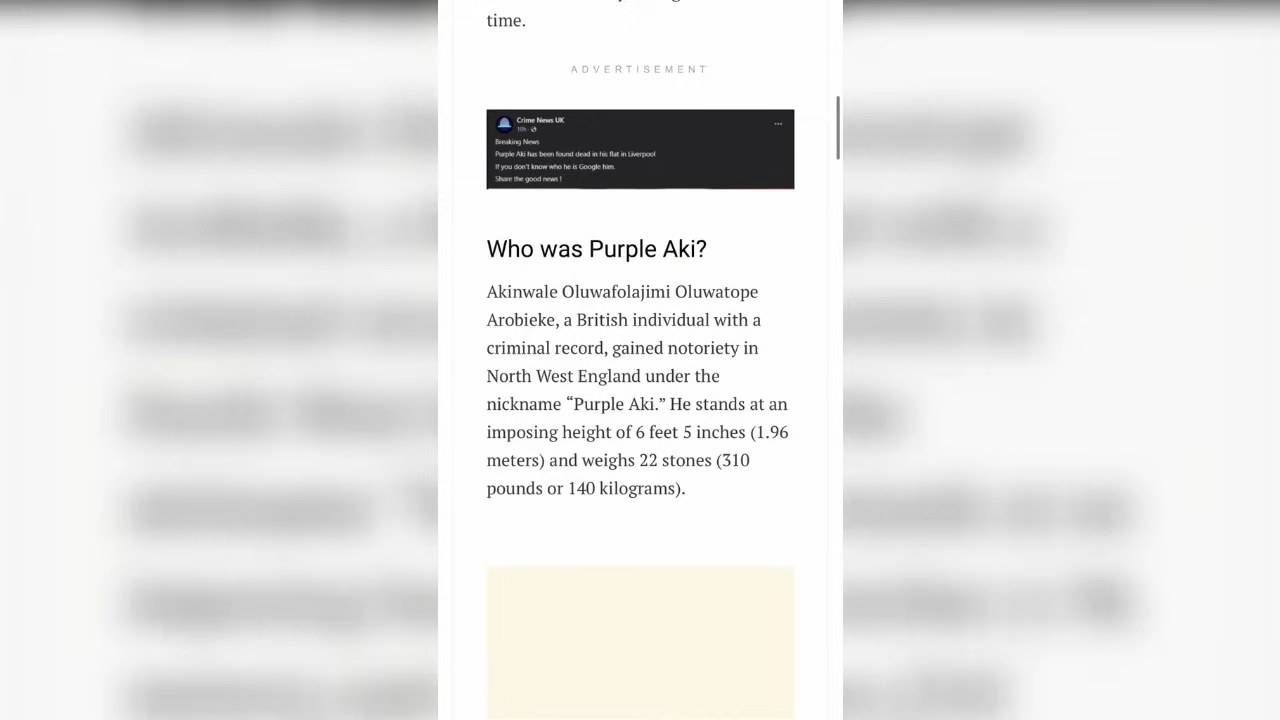 time.
ADVERTISEMENT
Crime News UK
10h
Breaking News
Purple Aki has been found dead in his flat in Liverpool
If you don't know who he is Google him.
Share the good news !
Who was Purple Aki?
Akinwale Oluwafolajimi Oluwatope
Arobieke, a British individual with a
criminal record, gained notoriety in
North West England under the
nickname “Purple Aki.” He stands at an
imposing height of 6 feet 5 inches (1.96
meters) and weighs 22 stones (310
pounds or 140 kilograms).